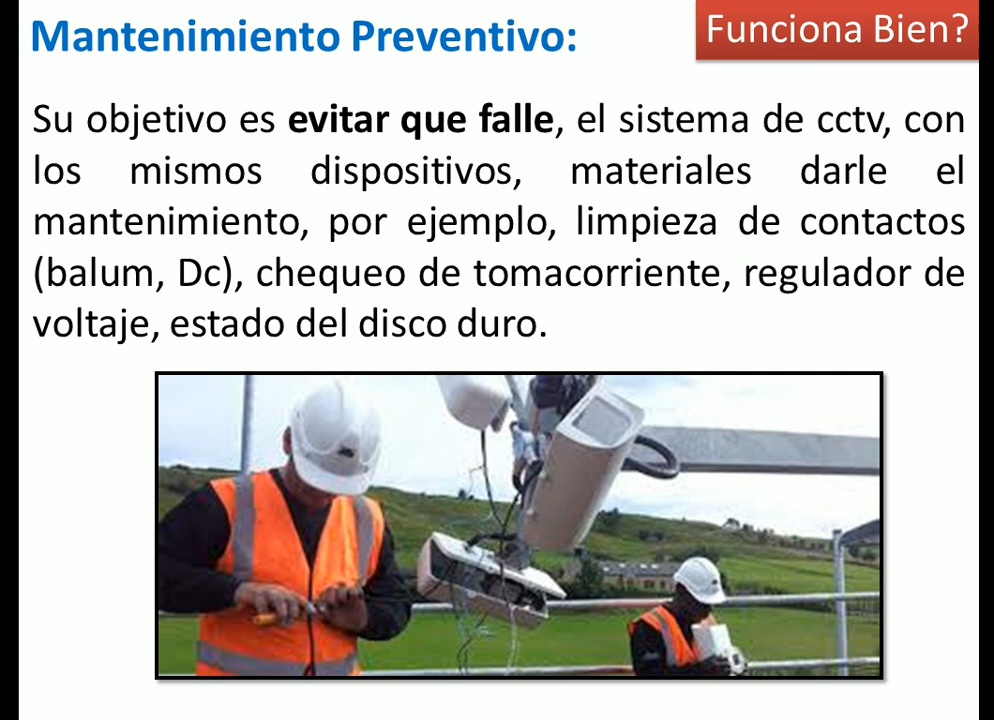 Mantenimiento Preventivo:
Funciona Bien?
Su objetivo es evitar que falle, el sistema de cctv, con
los mismos dispositivos, materiales darle el
mantenimiento, por ejemplo, limpieza de contactos
(balum, Dc), chequeo de tomacorriente, regulador de
voltaje, estado del disco duro.